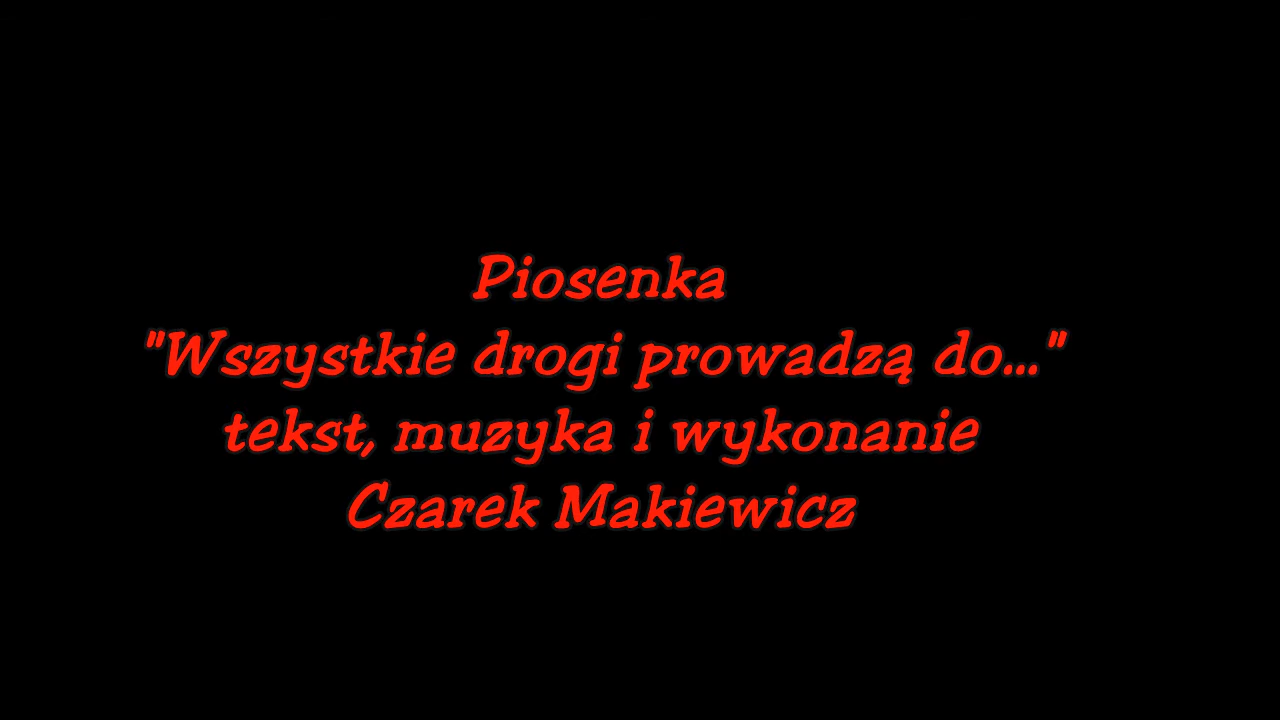 Piosenka
"Wszystkie drogi prowadzą do..."
tekst, muzyka i wykonanie
Czarek Makiewicz